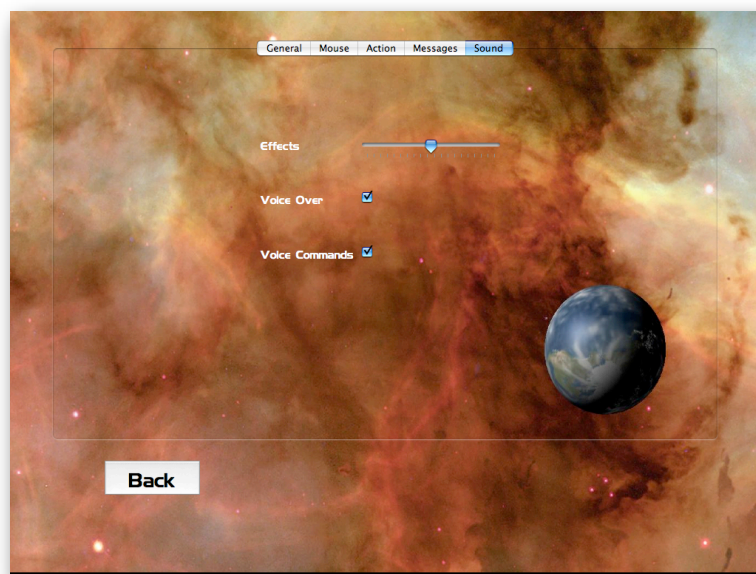 General Mouse Action Messages Sound
Effects
Voice Over
Voice Commands
Back